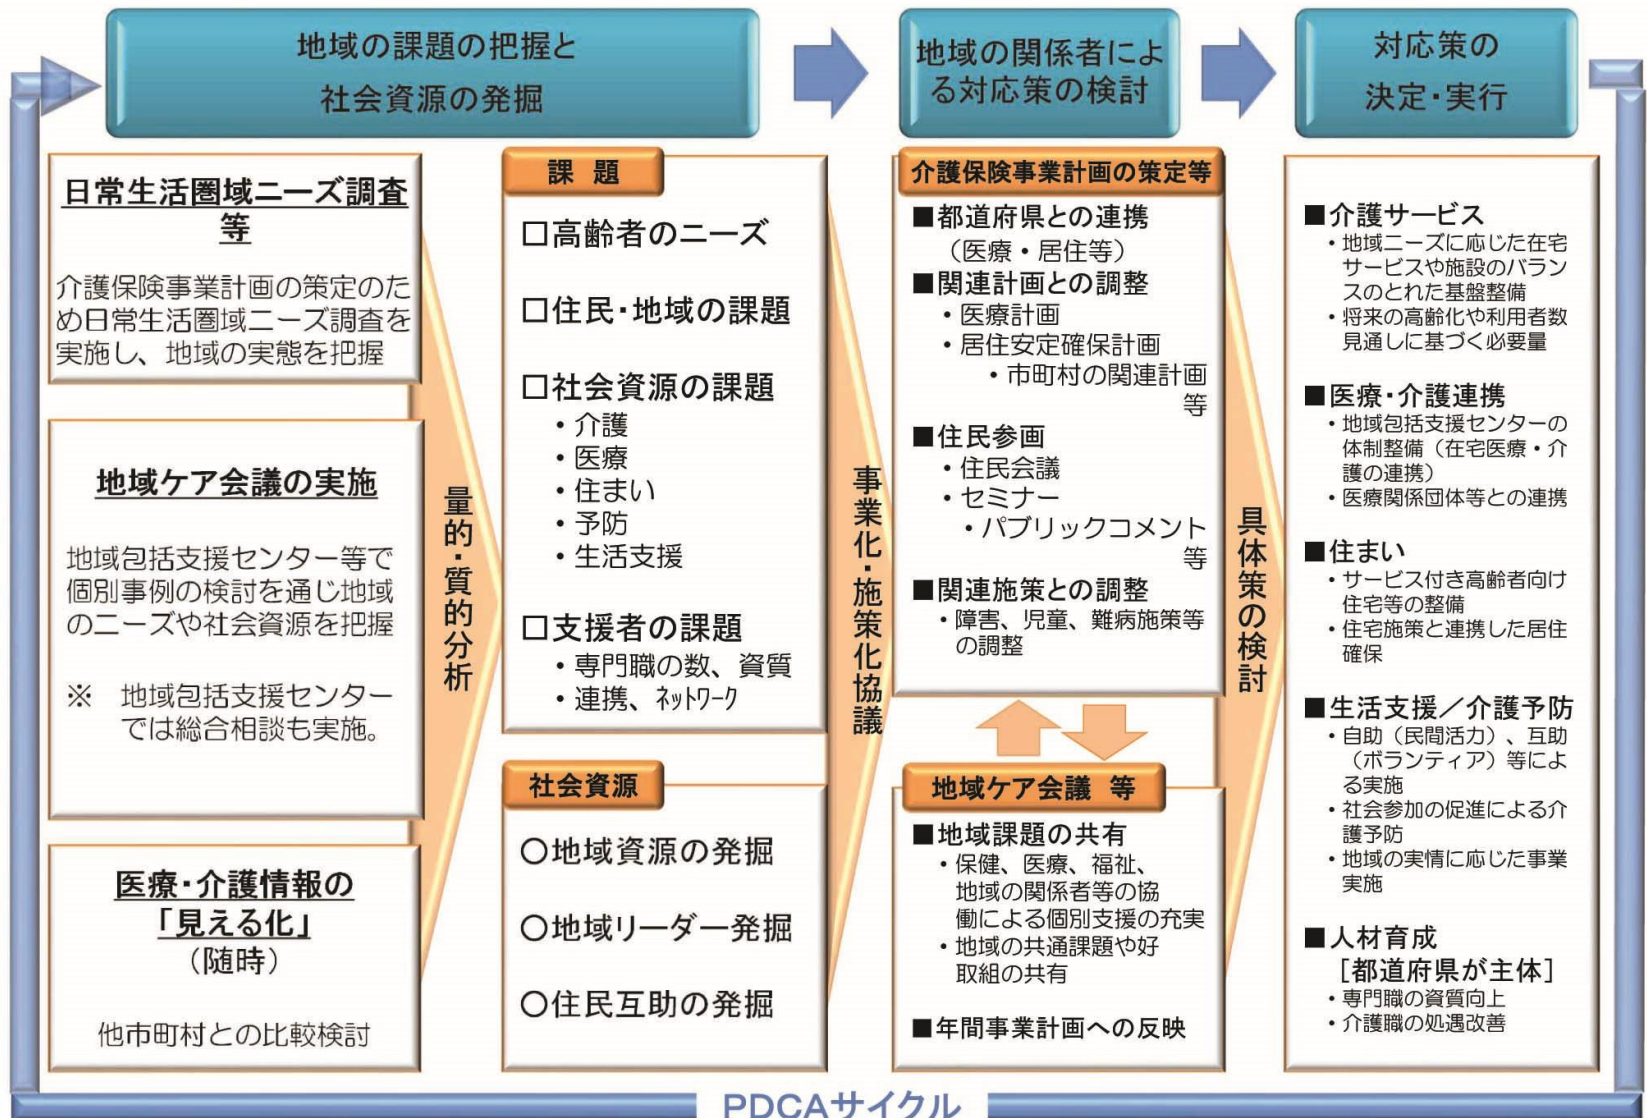 地域の課題の把握と
社会資源の発掘
地域の関係者によ
る対応策の検討
対応策の
決定・実行
日常生活圏域ニーズ調査
等
介護保険事業計画の策定のた
め日常生活圏域ニーズ調査を
実施し、地域の実態を把握
地域ケア会議の実施
地域包括支援センター等で
個別事例の検討を通じ地域
のニーズや社会資源を把握
※　地域包括支援センター
では総合相談も実施。
医療・介護情報の
「見える化」
（随時）
他市町村との比較検討
量的・質的分析
課 題
□高齢者のニーズ
□住民・地域の課題
□社会資源の課題
・介護
・医療
・住まい
・予防
・生活支援
□支援者の課題
・専門職の数、資質
・連携、ﾈｯﾄﾜｰｸ
社会資源
○地域資源の発掘
○地域リーダー発掘
○住民互助の発掘
事業化・施策化協議
介護保険事業計画の策定等
■都道府県との連携
（医療・居住等）
■関連計画との調整
・医療計画
・居住安定確保計画
・市町村の関連計画
等
■住民参画
・住民会議
・セミナー
・パブリックコメント
等
■関連施策との調整
・障害、児童、難病施策等
の調整
地域ケア会議 等
■地域課題の共有
・保健、医療、福祉、
地域の関係者等の協
働による個別支援の充実
・地域の共通課題や好
取組の共有
■年間事業計画への反映
具体策の検討
■介護サービス
・地域ニーズに応じた在宅
サービスや施設のバラン
スのとれた基盤整備
・将来の高齢化や利用者数
見通しに基づく必要量
■医療・介護連携
・地域包括支援センターの
体制整備（在宅医療・介
護の連携）
・医療関係団体等との連携
■住まい
・サービス付き高齢者向け
住宅等の整備
・住宅施策と連携した居住
確保
■生活支援／介護予防
・自助（民間活力）、互助
（ボランティア）等によ
る実施
・社会参加の促進による介
護予防
・地域の実情に応じた事業
実施
■人材育成
［都道府県が主体］
・専門職の資質向上
・介護職の処遇改善
PDCAサイクル